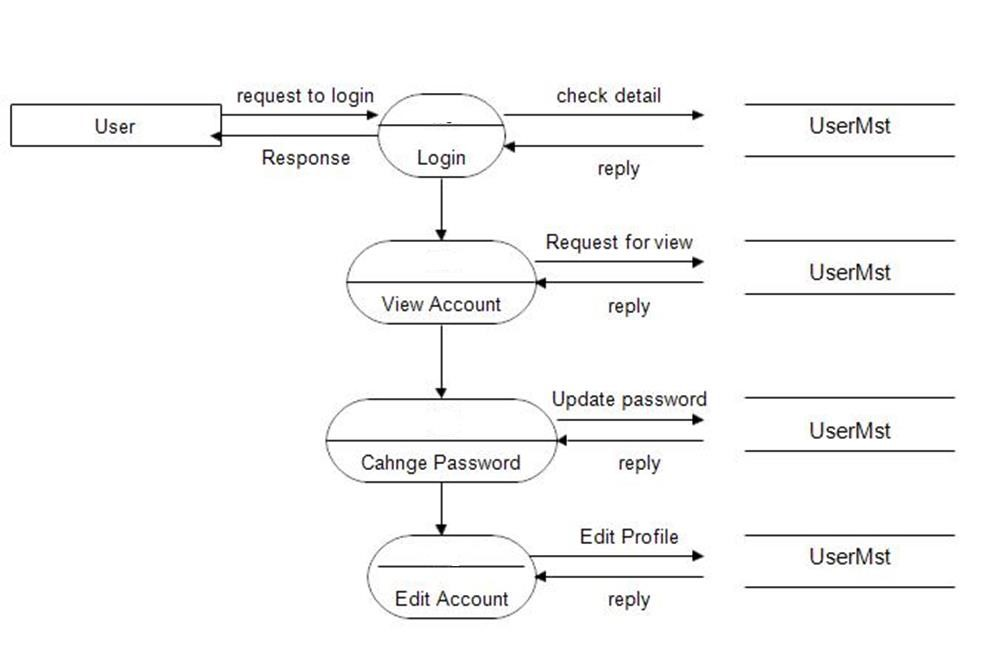 request to login
check detail
User
UserMst
Response
Login
reply
Request for view
UserMst
View Account
reply
Update password
UserMst
Cahnge Password
reply
Edit Profile
UserMst
Edit Account
reply